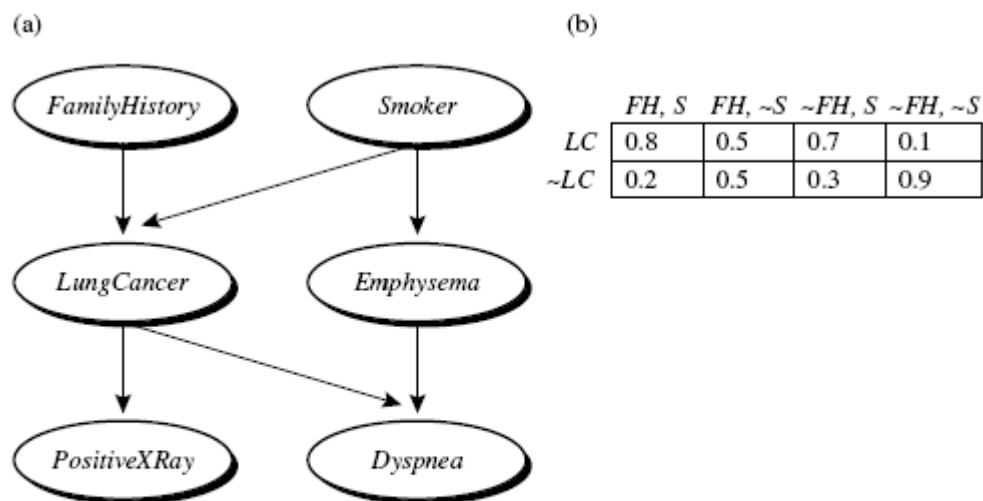 (a)
FamilyHistory
Smoker
LungCancer
Emphysema
PositiveXRay
Dyspnea
(b)
FH, S FH, ~S ~FH, S ~FH, ~S
LC 0.8 0.5 0.7 0.1
~LC 0.2 0.5 0.3 0.9